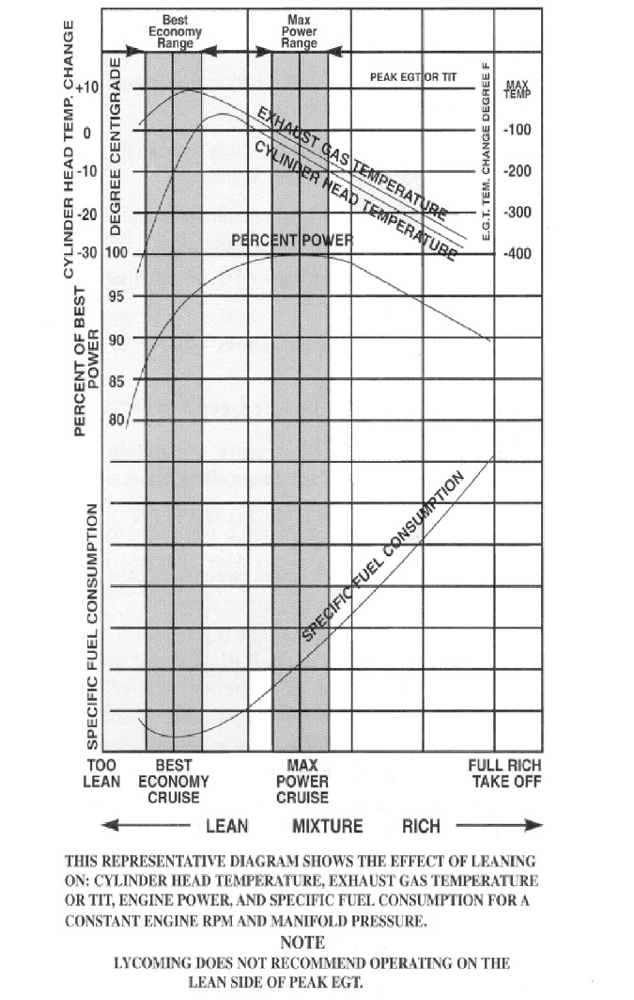 Best
Economy
Range
Max
Power
Range
CYLINDER HEAD TEMP. CHANGE
DEGREE CENTIGRADE
+10
0
-10
-20
-30
PEAK EGT OR TIT
E.G.T. TEM. CHANGE DEGREE F
MAX
TEMP
-100
-200
-300
-400
EXHAUST GAS TEMPERATURE
CYLINDER HEAD TEMPERATURE
PERCENT POWER
PERCENT OF BEST
POWER
100
95
90
85
80
SPECIFIC FUEL CONSUMPTION
SPECIFIC FUEL CONSUMPTION
TOO
LEAN
BEST
ECONOMY
CRUISE
MAX
POWER
CRUISE
FULL RICH
TAKE OFF
LEAN MIXTURE RICH
THIS REPRESENTATIVE DIAGRAM SHOWS THE EFFECT OF LEANING
ON: CYLINDER HEAD TEMPERATURE, EXHAUST GAS TEMPERATURE
OR TIT, ENGINE POWER, AND SPECIFIC FUEL CONSUMPTION FOR A
CONSTANT ENGINE RPM AND MANIFOLD PRESSURE.
NOTE
LYCOMING DOES NOT RECOMMEND OPERATING ON THE
LEAN SIDE OF PEAK EGT.